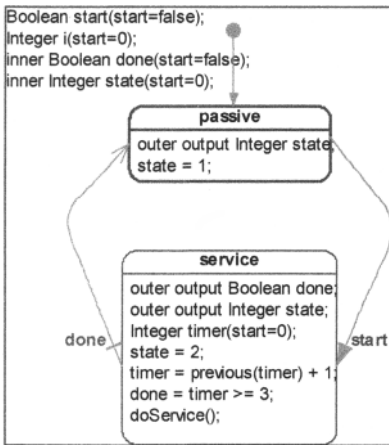 Boolean start(start=false);
Integer i(start=0);
inner Boolean done(start=false);
inner Integer state(start=0);
passive
outer output Integer state;
state = 1;
service
outer output Boolean done;
outer output Integer state;
Integer timer(start=0);
state = 2;
timer = previous(timer) + 1;
done = timer >= 3;
doService();
done
start